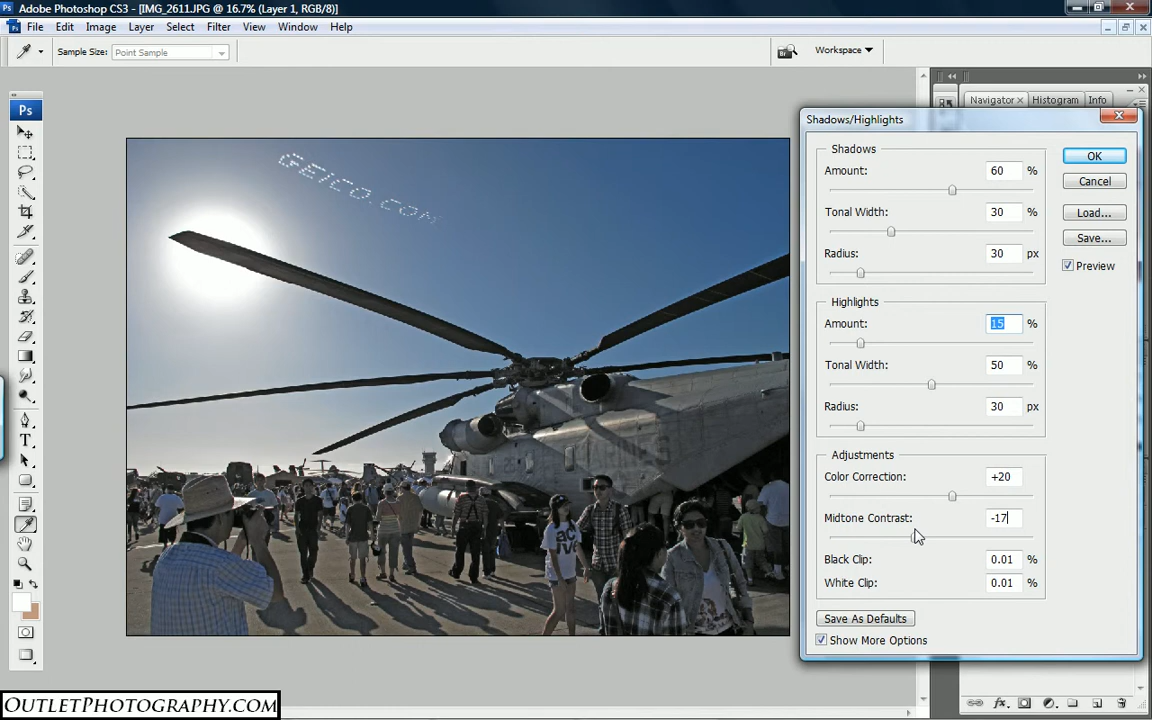 Adobe Photoshop CS3 - [IMG_2611.JPG @ 16.7% (Layer 1, RGB/8)]
File Edit Image Layer Select Filter View Window Help
Sample Size: Point Sample
Workspace
Ps
Navigator Histogram Info
Shadows/Highlights
Shadows
Amount: 60 %
Tonal Width: 30 %
Radius: 30 px
Highlights
Amount: 15 %
Tonal Width: 50 %
Radius: 30 px
Adjustments
Color Correction: +20
Midtone Contrast: -17
Black Clip: 0.01 %
White Clip: 0.01 %
Save As Defaults
Show More Options
OK
Cancel
Load...
Save...
Preview
GEICO.COM
OutletPhotography.com